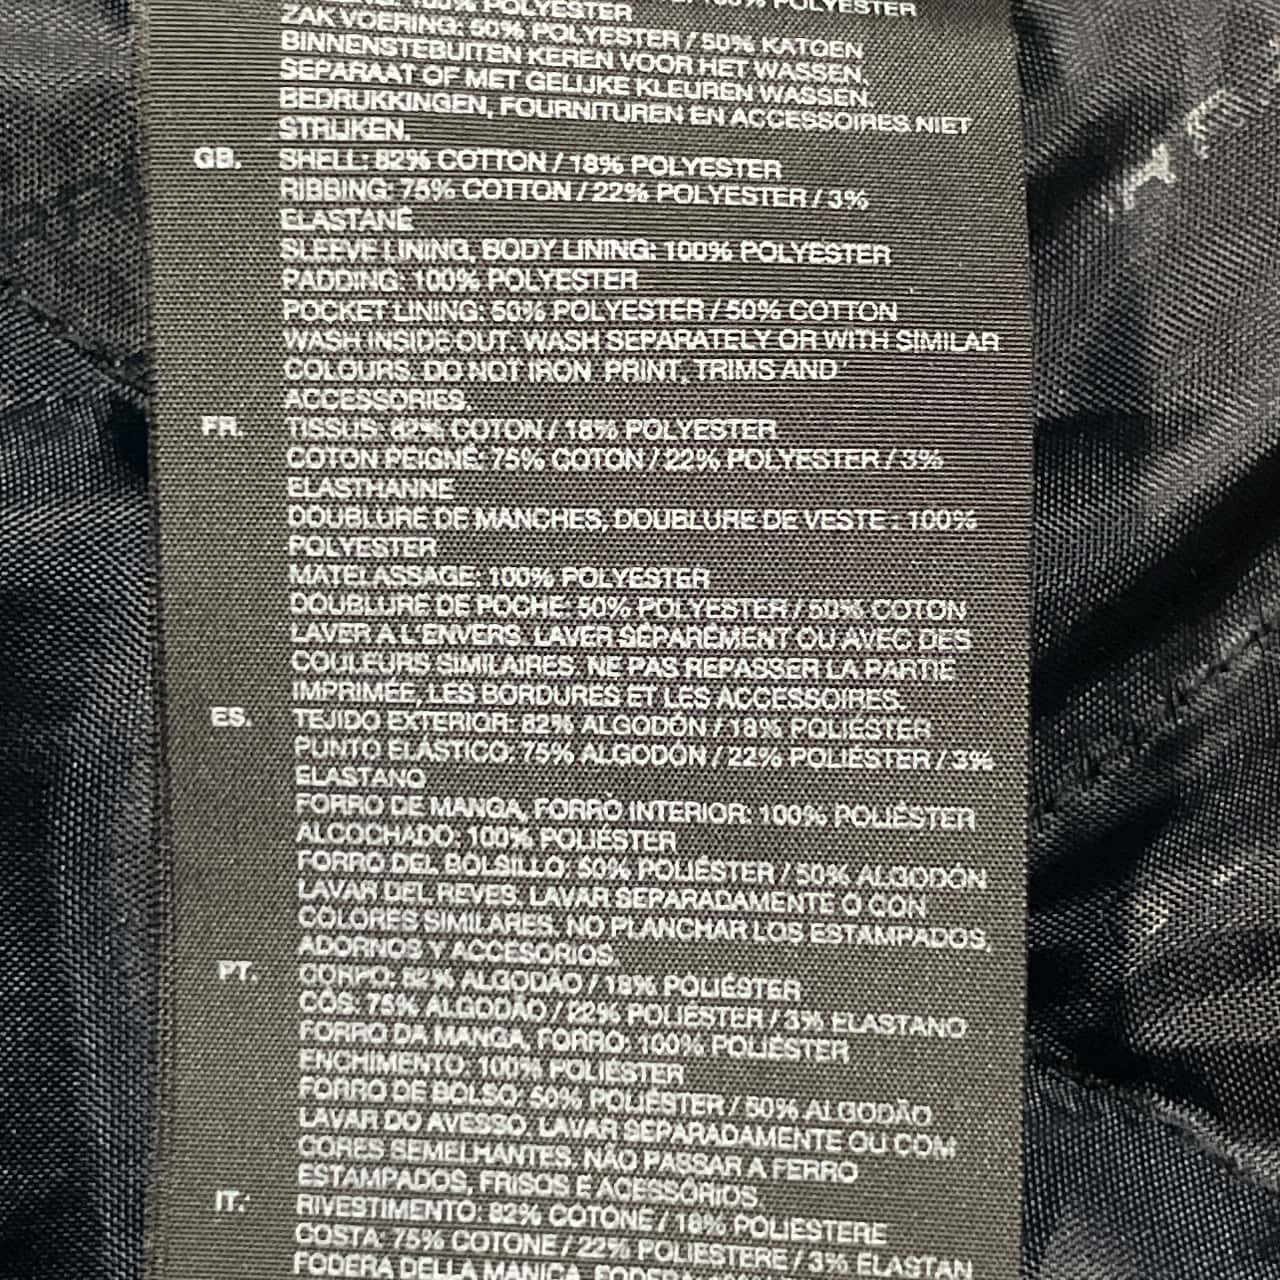 100% POLYESTER
100% POLYESTER
ZAK VOERING: 50% POLYESTER / 50% KATOEN
BINNENSTEBUITEN KEREN VOOR HET WASSEN.
SEPARAAT OF MET GELIJKE KLEUREN WASSEN.
BEDRUKKINGEN, FOURNITUREN EN ACCESSOIRES NIET
STRIJKEN.
GB. SHELL: 82% COTTON / 18% POLYESTER
RIBBING: 75% COTTON / 22% POLYESTER / 3%
ELASTANE
SLEEVE LINING, BODY LINING: 100% POLYESTER
PADDING: 100% POLYESTER
POCKET LINING: 50% POLYESTER / 50% COTTON
WASH INSIDE OUT. WASH SEPARATELY OR WITH SIMILAR
COLOURS. DO NOT IRON PRINT, TRIMS AND
ACCESSORIES.
FR. TISSUS: 82% COTON / 18% POLYESTER
COTON PEIGNÉ: 75% COTON / 22% POLYESTER / 3%
ELASTHANNE
DOUBLURE DE MANCHES, DOUBLURE DE VESTE : 100%
POLYESTER
MATELASSAGE: 100% POLYESTER
DOUBLURE DE POCHE: 50% POLYESTER / 50% COTON
LAVER A L'ENVERS. LAVER SÉPARÉMENT OU AVEC DES
COULEURS SIMILAIRES. NE PAS REPASSER LA PARTIE
IMPRIMÉE, LES BORDURES ET LES ACCESSOIRES.
ES. TEJIDO EXTERIOR: 82% ALGODÓN / 18% POLIÉSTER
PUNTO ELÁSTICO: 75% ALGODÓN / 22% POLIÉSTER / 3%
ELASTANO
FORRO DE MANGA, FORRO INTERIOR: 100% POLIÉSTER
ALCOCHADO: 100% POLIÉSTER
FORRO DEL BOLSILLO: 50% POLIÉSTER / 50% ALGODÓN
LAVAR DEL REVES. LAVAR SEPARADAMENTE O CON
COLORES SIMILARES. NO PLANCHAR LOS ESTAMPADOS,
ADORNOS Y ACCESORIOS.
PT. CORPO: 82% ALGODÃO / 18% POLIÉSTER
CÓS: 75% ALGODÃO / 22% POLIÉSTER / 3% ELASTANO
FORRO DA MANGA, FORRO: 100% POLIÉSTER
ENCHIMENTO: 100% POLIÉSTER
FORRO DE BOLSO: 50% POLIÉSTER / 50% ALGODÃO
LAVAR DO AVESSO. LAVAR SEPARADAMENTE OU COM
CORES SEMELHANTES. NÃO PASSAR A FERRO
ESTAMPADOS, FRISOS E ACESSÓRIOS.
IT. RIVESTIMENTO: 82% COTONE / 18% POLIESTERE
COSTA: 75% COTONE / 22% POLIESTERE / 3% ELASTAN
FODERA DELLA MANICA, FODERA: